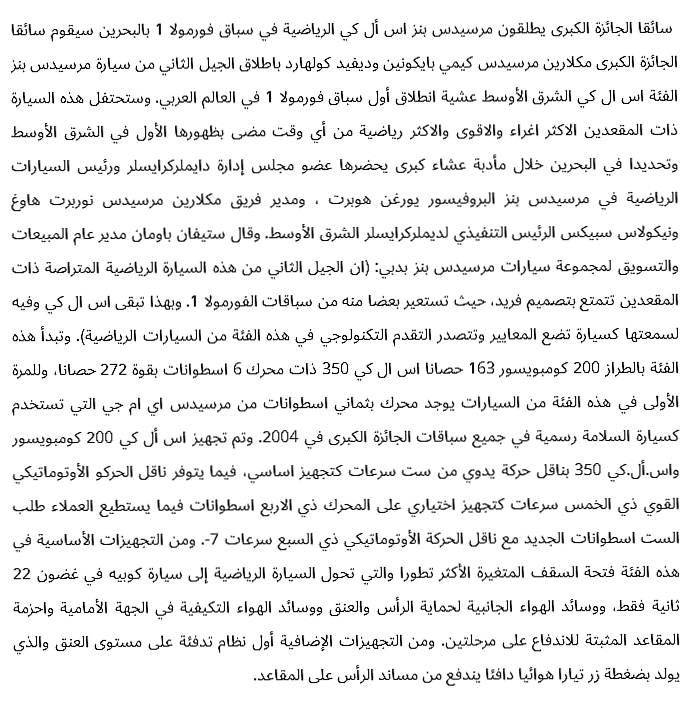 سائقا الجائزة الكبرى يطلقون مرسيدس بنز اس أل كي الرياضية في سباق فورمولا 1 بالبحرين سيقوم سائقا
الجائزة الكبرى مكلارين مرسيدس كيمي بايكونين وديفيد كولهارد باطلاق الجيل الثاني من سيارة مرسيدس بنز
الفئة اس ال كي الشرق الأوسط عشية انطلاق أول سباق فورمولا 1 في العالم العربي. وستحتفل هذه السيارة
ذات المقعدين الاكثر اغراء والاقوى والاكثر رياضية من أي وقت مضى بظهورها الأول في الشرق الأوسط
وتحديدا في البحرين خلال مأدبة عشاء كبرى يحضرها عضو مجلس إدارة دايملركرايسلر ورئيس السيارات
الرياضية في مرسيدس بنز البروفيسور يورغن هوبرت ، ومدير فريق مكلارين مرسيدس نوربرت هاوغ
ونيكولاس سبيكس الرئيس التنفيذي لديملركرايسلر الشرق الأوسط. وقال ستيفان باومان مدير عام المبيعات
والتسويق لمجموعة سيارات مرسيدس بنز بدبي: (ان الجيل الثاني من هذه السيارة الرياضية المتراصة ذات
المقعدين تتمتع بتصميم فريد، حيث تستعير بعضا منه من سباقات الفورمولا 1. وبهذا تبقى اس ال كي وفيه
لسمعتها كسيارة تضع المعايير وتتصدر التقدم التكنولوجي في هذه الفئة من السيارات الرياضية). وتبدأ هذه
الفئة بالطراز 200 كومبويسور 163 حصانا اس ال كي 350 ذات محرك 6 اسطوانات بقوة 272 حصانا، وللمرة
الأولى في هذه الفئة من السيارات يوجد محرك بثماني اسطوانات من مرسيدس اي ام جي التي تستخدم
كسيارة السلامة رسمية في جميع سباقات الجائزة الكبرى في 2004. وتم تجهيز اس أل كي 200 كومبويسور
واس.أل.كي 350 بناقل حركة يدوي من ست سرعات كتجهيز اساسي، فيما يتوفر ناقل الحركو الأوتوماتيكي
القوي ذي الخمس سرعات كتجهيز اختياري على المحرك ذي الاربع اسطوانات فيما يستطيع العملاء طلب
الست اسطوانات الجديد مع ناقل الحركة الأوتوماتيكي ذي السبع سرعات 7-. ومن التجهيزات الأساسية في
هذه الفئة فتحة السقف المتغيرة الأكثر تطورا والتي تحول السيارة الرياضية إلى سيارة كوبيه في غضون 22
ثانية فقط، ووسائد الهواء الجانبية لحماية الرأس والعنق ووسائد الهواء التكيفية في الجهة الأمامية واحزمة
المقاعد المثبتة للاندفاع على مرحلتين. ومن التجهيزات الإضافية أول نظام تدفئة على مستوى العنق والذي
يولد بضغطة زر تيارا هوائيا دافئا يندفع من مساند الرأس على المقاعد.